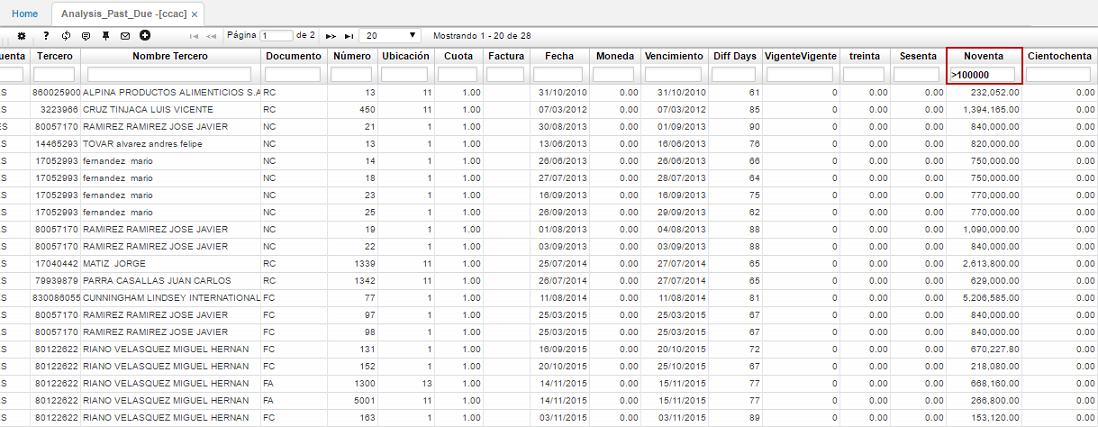 Home Analysis_Past_Due -[ccac] ×
Página 1 de 2 20 Mostrando 1 - 20 de 28
uenta Tercero Nombre Tercero Documento Número Ubicación Cuota Factura Fecha Moneda Vencimiento Diff Days VigenteVigente treinta Sesenta Noventa Cientochenta
>100000
ES 860025900 ALPINA PRODUCTOS ALIMENTICIOS S.A RC 13 11 1.00 31/10/2010 0.00 31/10/2010 61 0 0.00 0.00 232,052.00 0.00
ES 3223966 CRUZ TINJACA LUIS VICENTE RC 450 11 1.00 07/03/2012 0.00 07/03/2012 85 0 0.00 0.00 1,394,165.00 0.00
ES 80057170 RAMIREZ RAMIREZ JOSE JAVIER NC 21 1 1.00 30/08/2013 0.00 01/09/2013 90 0 0.00 0.00 840,000.00 0.00
ES 14465293 TOVAR alvarez andres felipe NC 13 1 1.00 13/06/2013 0.00 16/06/2013 76 0 0.00 0.00 820,000.00 0.00
ES 17052993 fernandez mario NC 14 1 1.00 26/06/2013 0.00 26/06/2013 66 0 0.00 0.00 750,000.00 0.00
ES 17052993 fernandez mario NC 18 1 1.00 27/07/2013 0.00 28/07/2013 64 0 0.00 0.00 750,000.00 0.00
ES 17052993 fernandez mario NC 23 1 1.00 16/09/2013 0.00 16/09/2013 75 0 0.00 0.00 770,000.00 0.00
ES 17052993 fernandez mario NC 25 1 1.00 26/09/2013 0.00 29/09/2013 62 0 0.00 0.00 770,000.00 0.00
ES 80057170 RAMIREZ RAMIREZ JOSE JAVIER NC 19 1 1.00 01/08/2013 0.00 04/08/2013 88 0 0.00 0.00 1,090,000.00 0.00
ES 80057170 RAMIREZ RAMIREZ JOSE JAVIER NC 22 1 1.00 03/09/2013 0.00 03/09/2013 88 0 0.00 0.00 840,000.00 0.00
ES 17040442 MATIZ JORGE RC 1339 11 1.00 25/07/2014 0.00 27/07/2014 65 0 0.00 0.00 2,613,800.00 0.00
ES 79939879 PARRA CASALLAS JUAN CARLOS RC 1342 11 1.00 26/07/2014 0.00 27/07/2014 65 0 0.00 0.00 629,000.00 0.00
ES 830086055 CUNNINGHAM LINDSEY INTERNATIONAL FC 77 1 1.00 11/08/2014 0.00 11/08/2014 81 0 0.00 0.00 5,206,585.00 0.00
ES 80057170 RAMIREZ RAMIREZ JOSE JAVIER FC 97 1 1.00 25/03/2015 0.00 25/03/2015 67 0 0.00 0.00 840,000.00 0.00
ES 80057170 RAMIREZ RAMIREZ JOSE JAVIER FC 98 1 1.00 25/03/2015 0.00 25/03/2015 67 0 0.00 0.00 840,000.00 0.00
ES 80122622 RIANO VELASQUEZ MIGUEL HERNAN FC 131 1 1.00 16/09/2015 0.00 20/10/2015 72 0 0.00 0.00 670,227.80 0.00
ES 80122622 RIANO VELASQUEZ MIGUEL HERNAN FC 152 1 1.00 20/10/2015 0.00 25/10/2015 67 0 0.00 0.00 218,080.00 0.00
ES 80122622 RIANO VELASQUEZ MIGUEL HERNAN FA 1300 13 1.00 14/11/2015 0.00 15/11/2015 77 0 0.00 0.00 668,160.00 0.00
ES 80122622 RIANO VELASQUEZ MIGUEL HERNAN FA 5001 11 1.00 14/11/2015 0.00 15/11/2015 77 0 0.00 0.00 266,800.00 0.00
ES 80122622 RIANO VELASQUEZ MIGUEL HERNAN FC 163 1 1.00 03/11/2015 0.00 03/11/2015 89 0 0.00 0.00 153,120.00 0.00